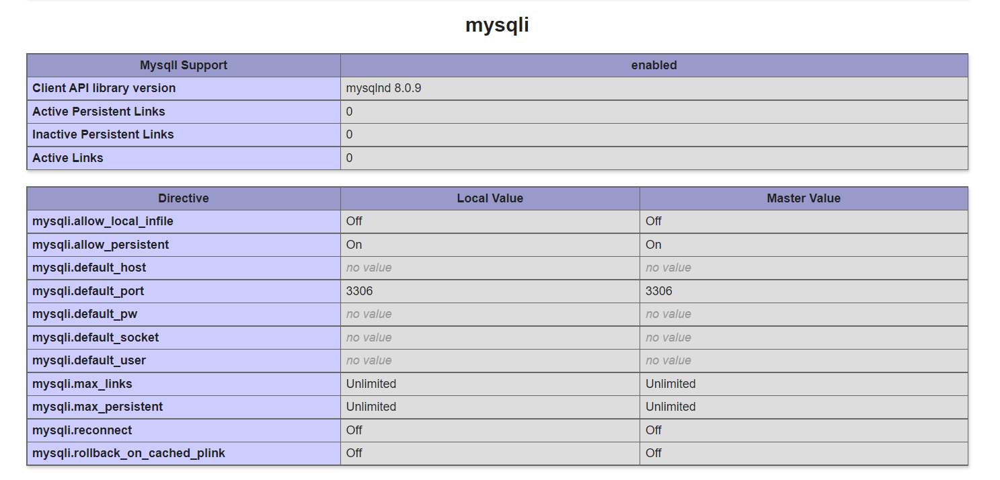 mysqli
MysqlI Support enabled
Client API library version mysqlnd 8.0.9
Active Persistent Links 0
Inactive Persistent Links 0
Active Links 0
Directive Local Value Master Value
mysqli.allow_local_infile Off Off
mysqli.allow_persistent On On
mysqli.default_host no value no value
mysqli.default_port 3306 3306
mysqli.default_pw no value no value
mysqli.default_socket no value no value
mysqli.default_user no value no value
mysqli.max_links Unlimited Unlimited
mysqli.max_persistent Unlimited Unlimited
mysqli.reconnect Off Off
mysqli.rollback_on_cached_plink Off Off